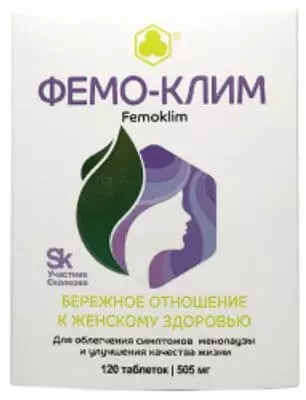 ФЕМО-КЛИМ
Femoklim
Sk
Участник
Сколково
БЕРЕЖНОЕ ОТНОШЕНИЕ
К ЖЕНСКОМУ ЗДОРОВЬЮ
Для облегчения симптомов менопаузы
и улучшения качества жизни
120 таблеток | 505 мг